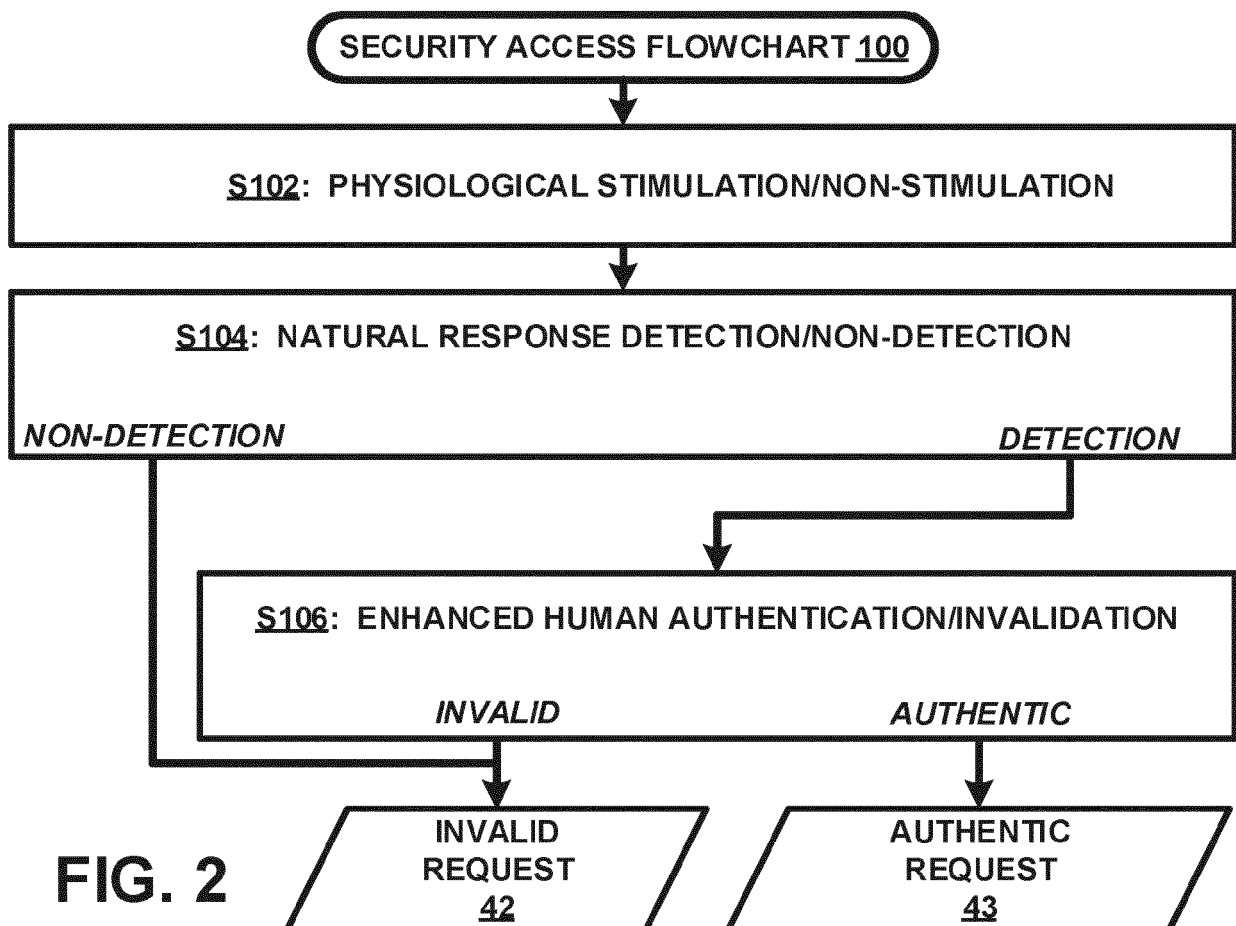 SECURITY ACCESS FLOWCHART 100
S102: PHYSIOLOGICAL STIMULATION/NON-STIMULATION
S104: NATURAL RESPONSE DETECTION/NON-DETECTION
NON-DETECTION
DETECTION
S106: ENHANCED HUMAN AUTHENTICATION/INVALIDATION
INVALID
AUTHENTIC
INVALID
REQUEST
42
AUTHENTIC
REQUEST
43
FIG. 2